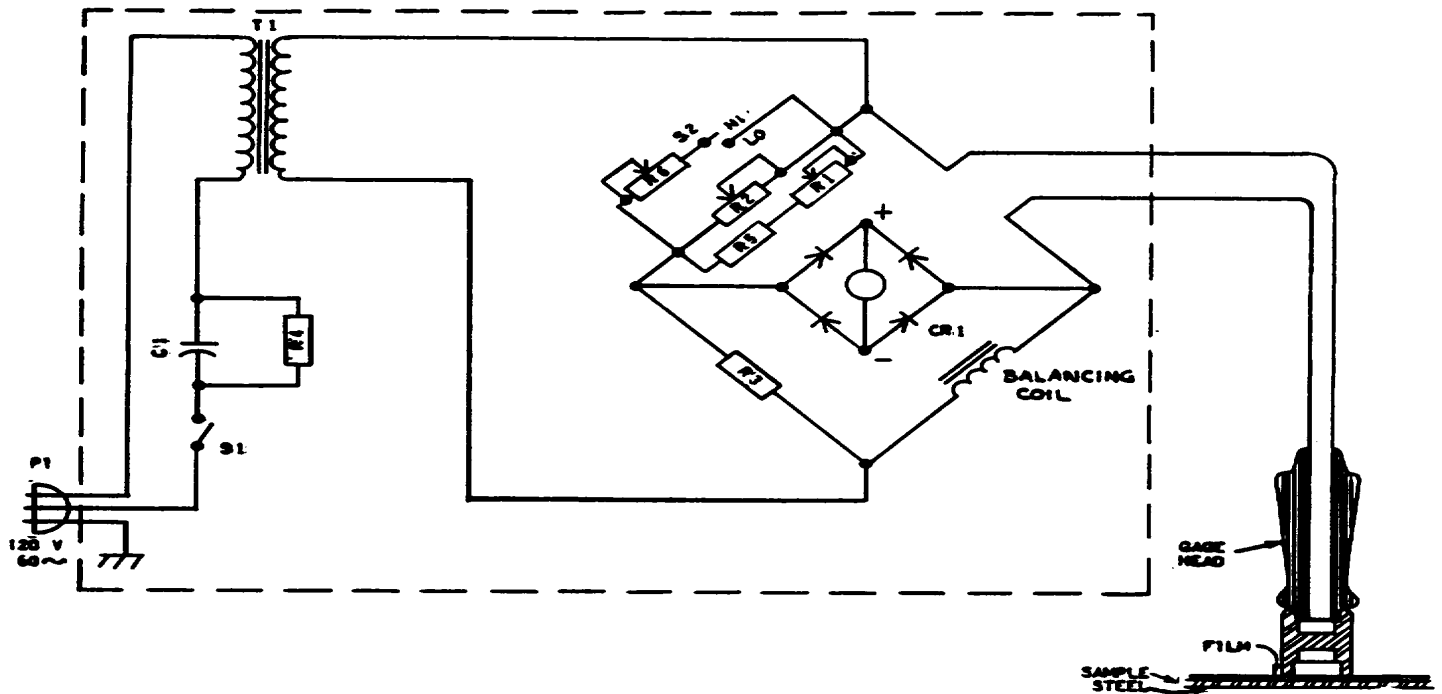 T1
S2
HI
LO
R6
R2
R1
R5
+
CR1
-
R3
BALANCING
COIL
C1
R4
S1
P1
120 V
60~
GAGE
HEAD
FILM
SAMPLE
STEEL